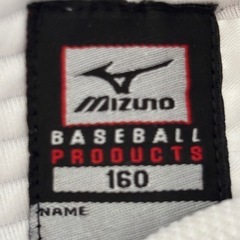 mizuno
BASEBALL
PRODUCTS
160
NAME